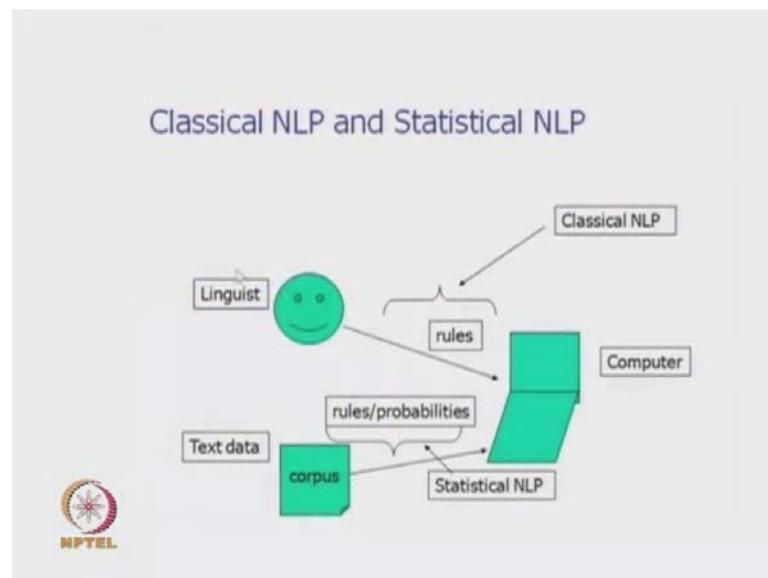 Classical NLP and Statistical NLP
Classical NLP
Linguist
rules
Computer
rules/probabilities
Text data
corpus
Statistical NLP
NPTEL